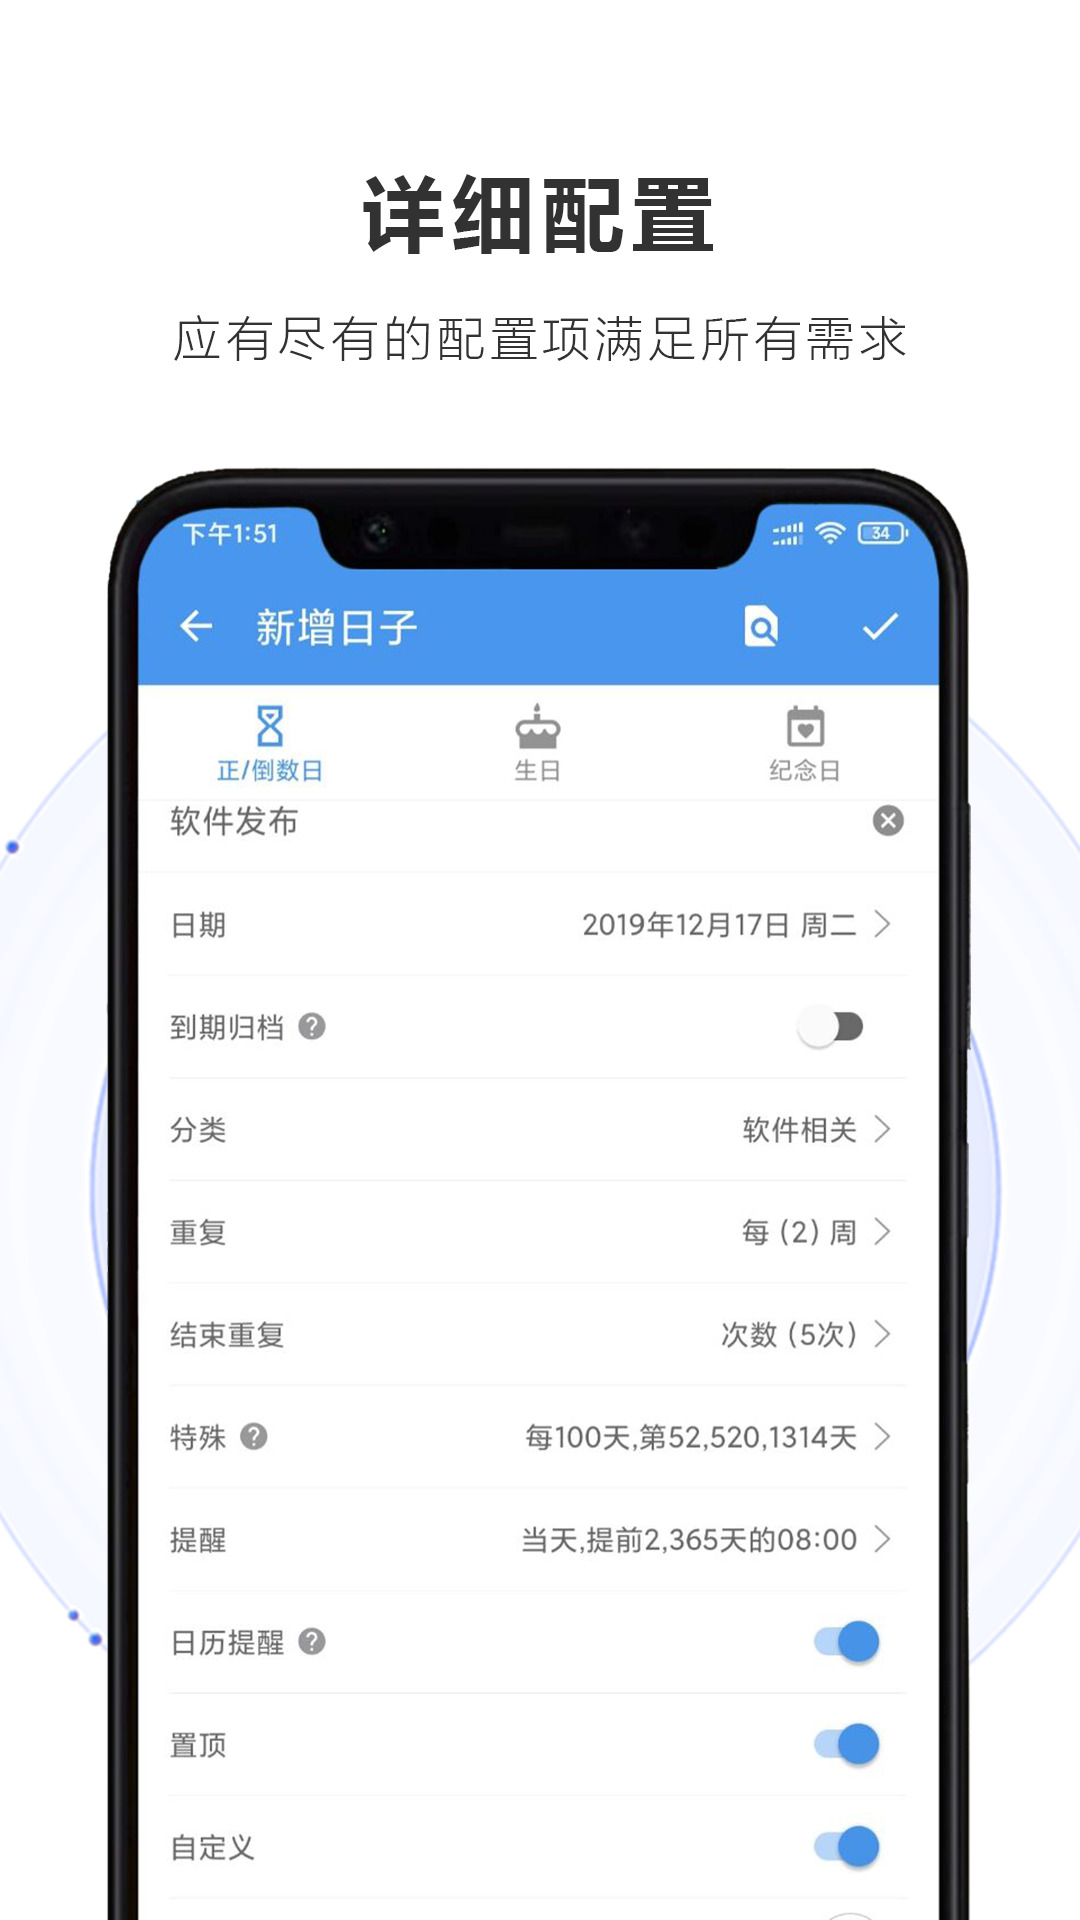 详细配置
应有尽有的配置项满足所有需求
下午1:51
34
新增日子
正/倒数日
生日
纪念日
软件发布
日期 2019年12月17日 周二
到期归档
分类 软件相关
重复 每 (2) 周
结束重复 次数 (5次)
特殊 每100天,第52,520,1314天
提醒 当天,提前2,365天的08:00
日历提醒
置顶
自定义